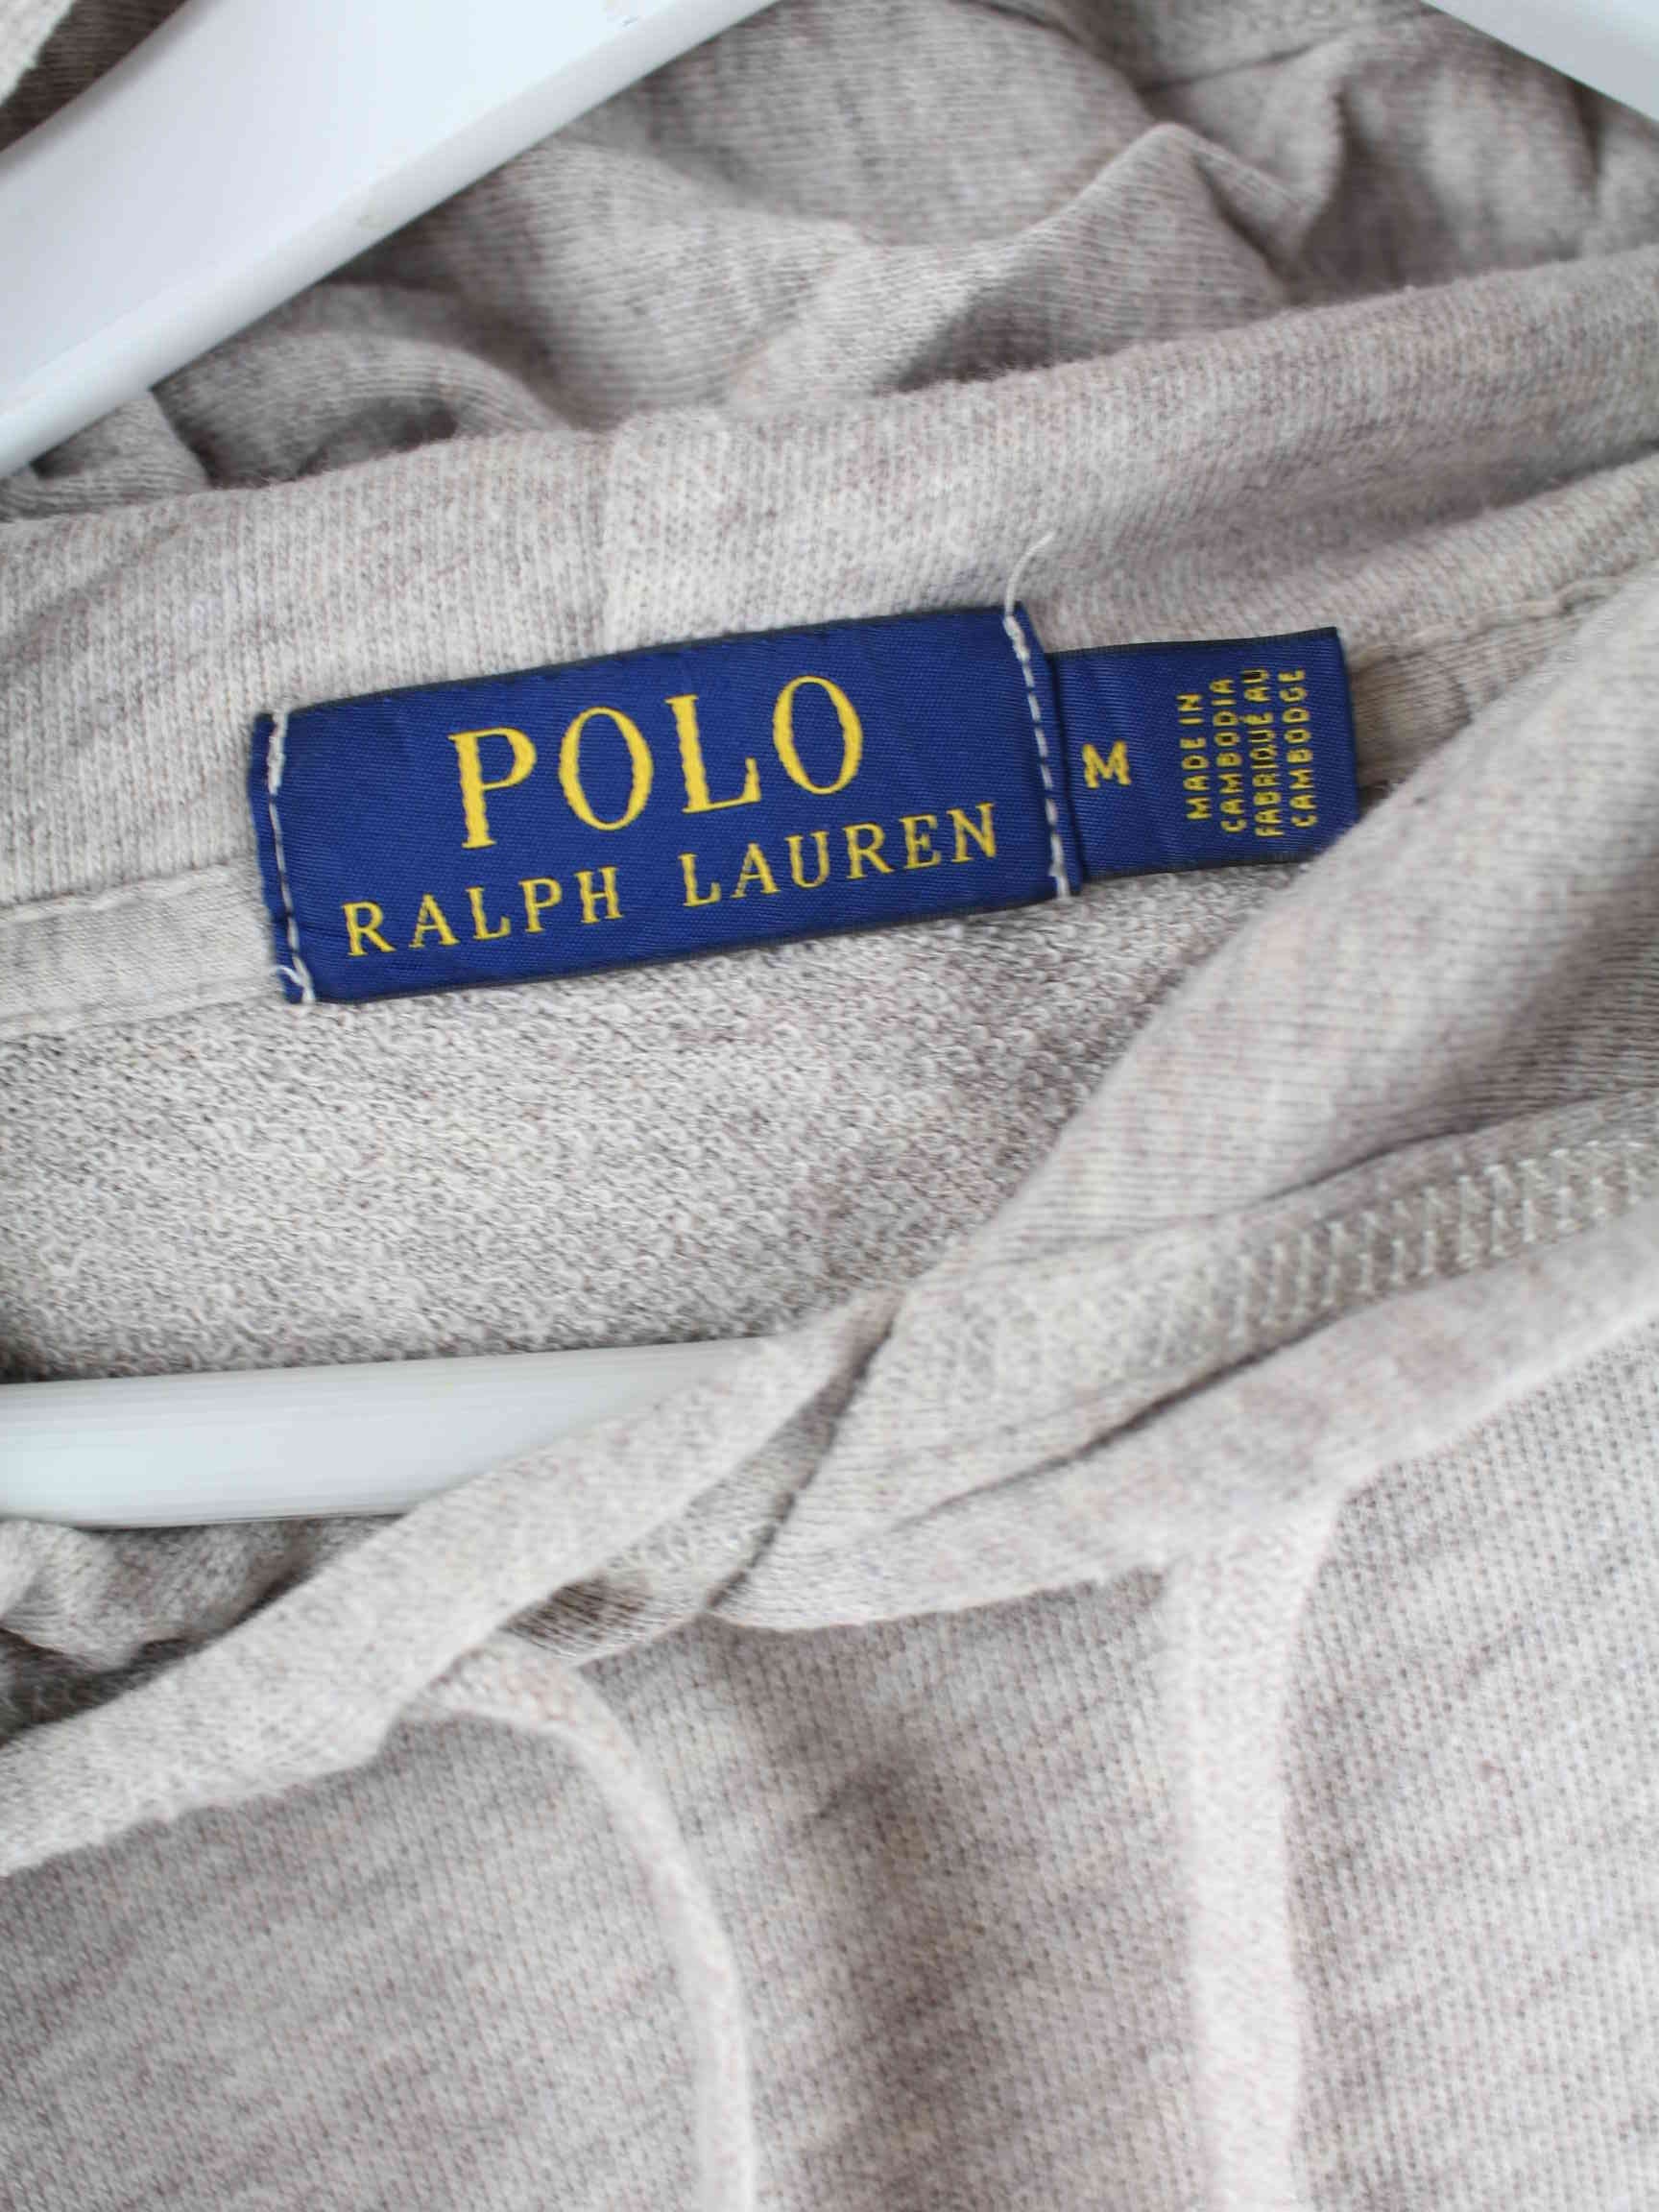 POLO
RALPH LAUREN
M
MADE IN
CAMBODIA
FABRIQUÉ AU
CAMBODGE